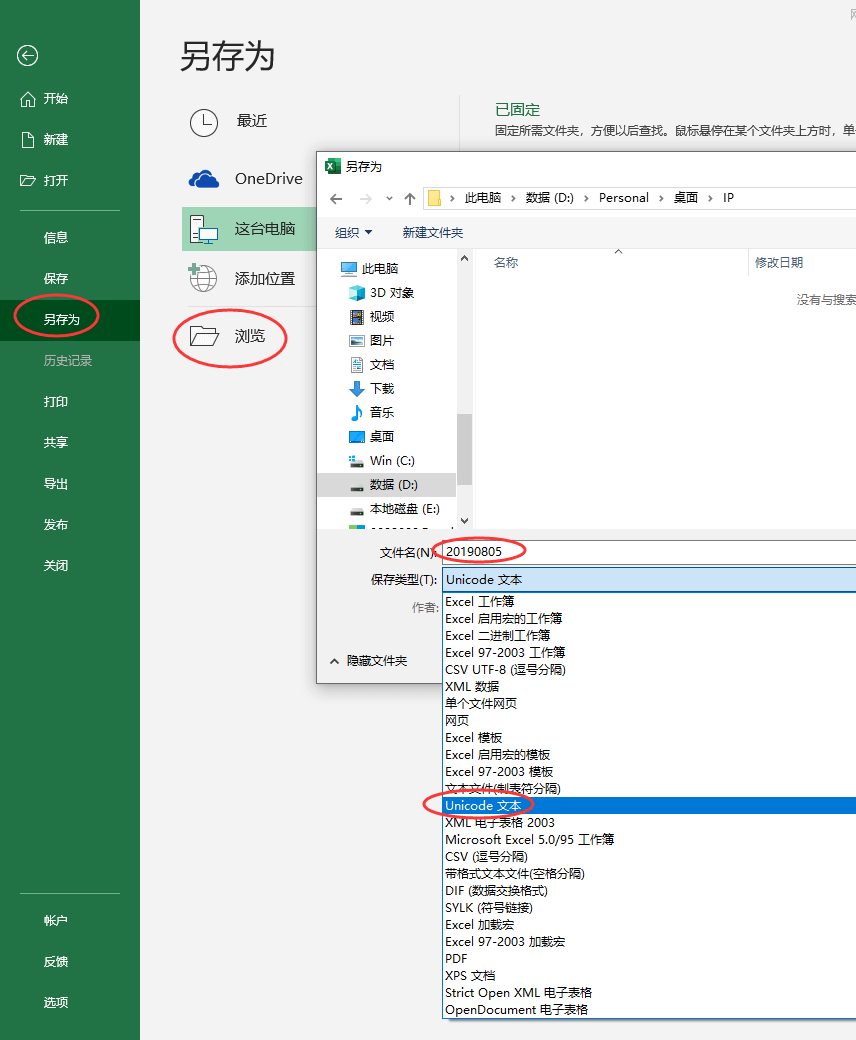 另存为
开始
新建
打开
信息
保存
另存为
历史记录
打印
共享
导出
发布
关闭
帐户
反馈
选项
最近
OneDrive
这台电脑
添加位置
浏览
已固定
固定所需文件夹，方便以后查找。鼠标悬停在某个文件夹上方时，单
另存为
此电脑 › 数据 (D:) › Personal › 桌面 › IP
组织 新建文件夹
名称 修改日期
没有与搜索
此电脑
3D 对象
视频
图片
文档
下载
音乐
桌面
Win (C:)
数据 (D:)
本地磁盘 (E:)
文件名(N): 20190805
保存类型(T): Unicode 文本
作者:
隐藏文件夹
Excel 工作簿
Excel 启用宏的工作簿
Excel 二进制工作簿
Excel 97-2003 工作簿
CSV UTF-8 (逗号分隔)
XML 数据
单个文件网页
网页
Excel 模板
Excel 启用宏的模板
Excel 97-2003 模板
文本文件(制表符分隔)
Unicode 文本
XML 电子表格 2003
Microsoft Excel 5.0/95 工作簿
CSV (逗号分隔)
带格式文本文件(空格分隔)
DIF (数据交换格式)
SYLK (符号链接)
Excel 加载宏
Excel 97-2003 加载宏
PDF
XPS 文档
Strict Open XML 电子表格
OpenDocument 电子表格